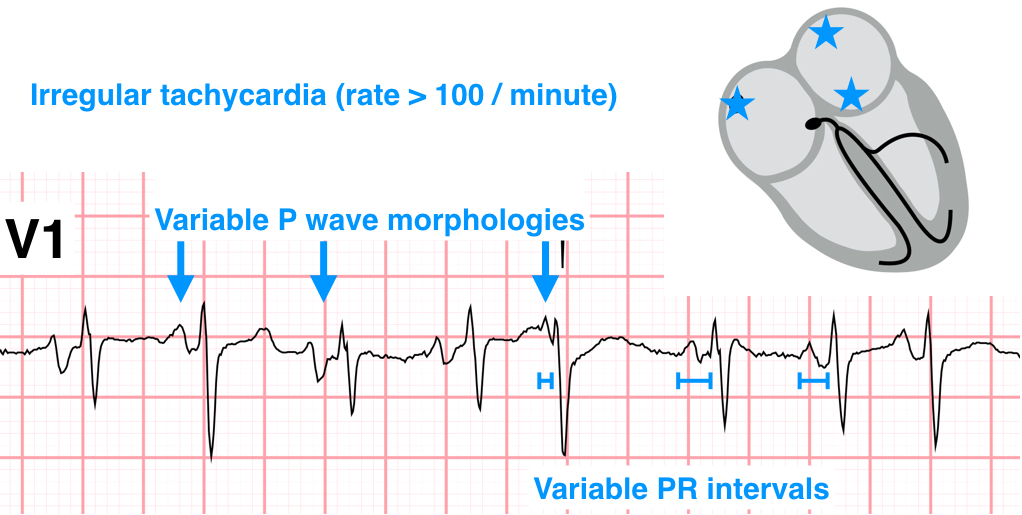 Irregular tachycardia (rate > 100 / minute)
V1
Variable P wave morphologies
Variable PR intervals